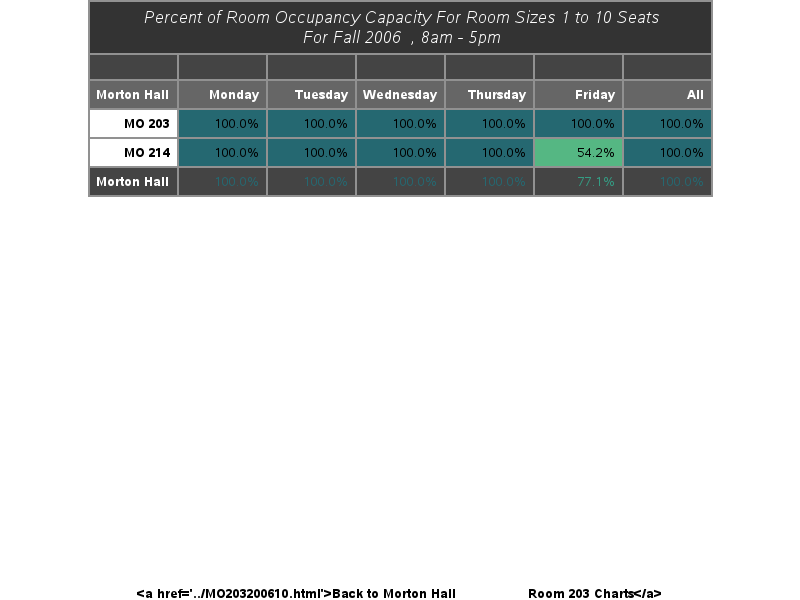 Percent of Room Occupancy Capacity For Room Sizes 1 to 10 Seats
For Fall 2006 , 8am - 5pm
Morton Hall Monday Tuesday Wednesday Thursday Friday All
MO 203 100.0% 100.0% 100.0% 100.0% 100.0% 100.0%
MO 214 100.0% 100.0% 100.0% 100.0% 54.2% 100.0%
Morton Hall 100.0% 100.0% 100.0% 100.0% 77.1% 100.0%
<a href='../MO203200610.html'>Back to Morton Hall Room 203 Charts</a>